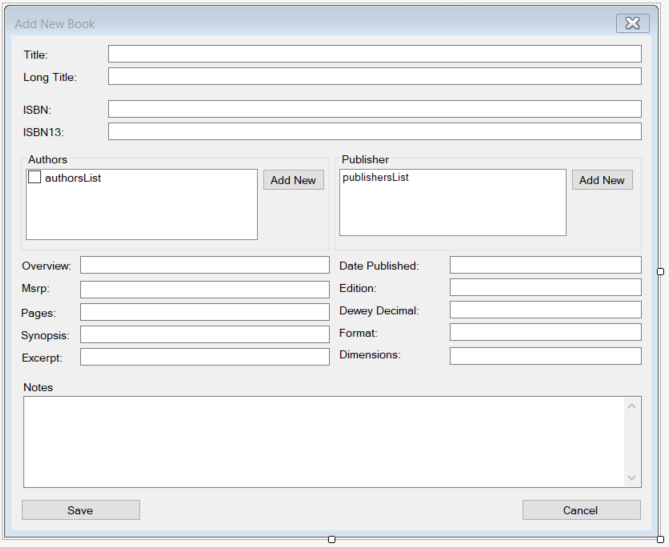 Add New Book
Title:
Long Title:
ISBN:
ISBN13:
Authors
Publisher
authorsList
Add New
publishersList
Add New
Overview:
Date Published:
Msrp:
Edition:
Pages:
Dewey Decimal:
Synopsis:
Format:
Excerpt:
Dimensions:
Notes
Save
Cancel